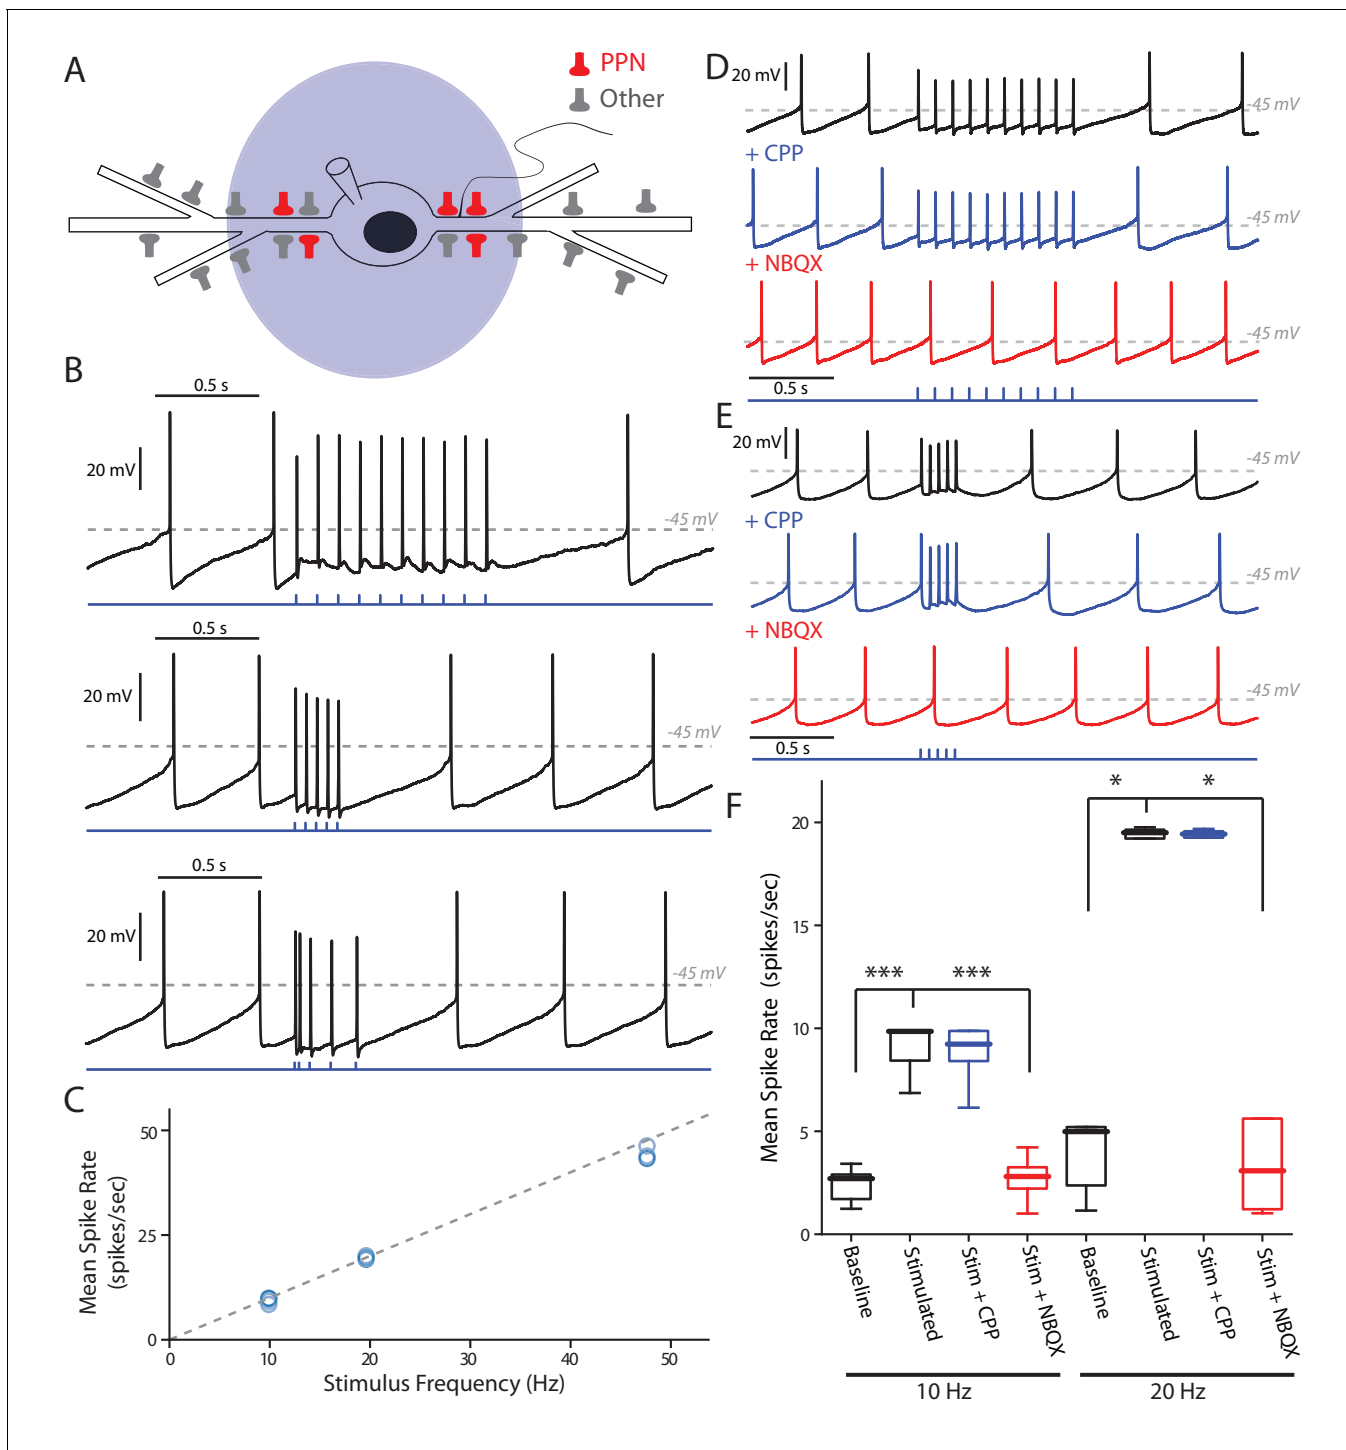 A
PPN
Other
B
0.5 s
20 mV
-45 mV
0.5 s
20 mV
-45 mV
0.5 s
20 mV
-45 mV
C
Mean Spike Rate
(spikes/sec)
50
25
0
0 10 20 30 40 50
Stimulus Frequency (Hz)
D
20 mV
-45 mV
+ CPP
-45 mV
+ NBQX
-45 mV
0.5 s
E
20 mV
-45 mV
+ CPP
-45 mV
+ NBQX
-45 mV
0.5 s
F
* *
*** ***
Mean Spike Rate (spikes/sec)
20
15
10
5
0
Baseline
Stimulated
Stim + CPP
Stim + NBQX
Baseline
Stimulated
Stim + CPP
Stim + NBQX
10 Hz
20 Hz